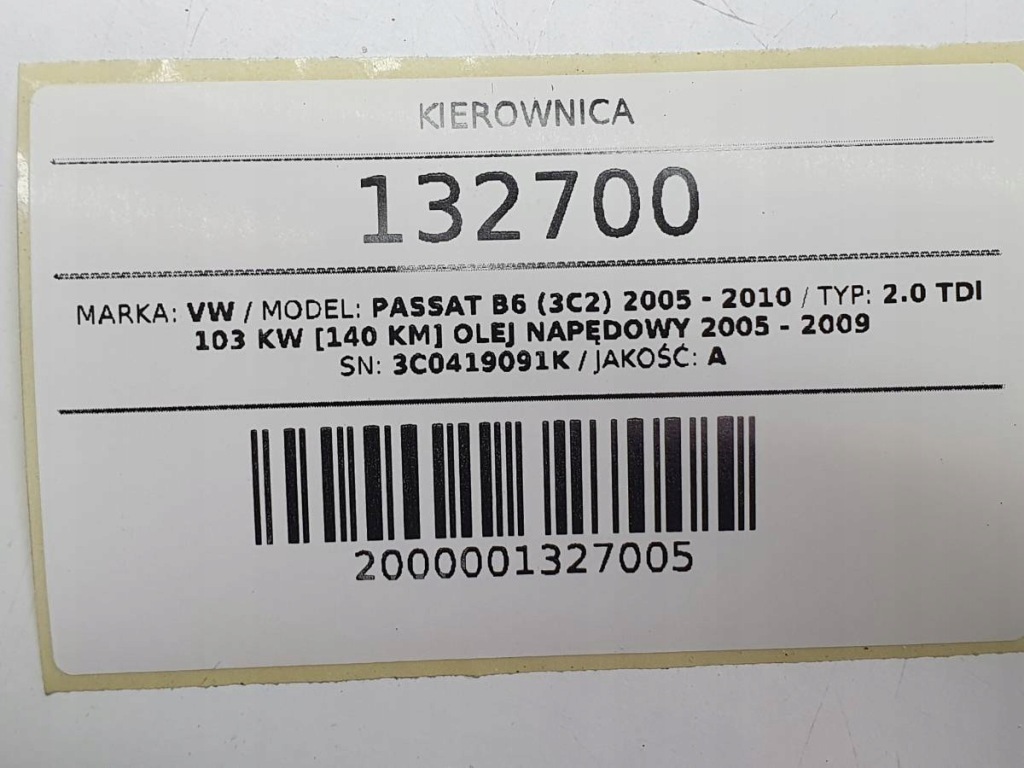 KIEROWNICA
132700
MARKA: VW / MODEL: PASSAT B6 (3C2) 2005 - 2010 / TYP: 2.0 TDI
103 KW [140 KM] OLEJ NAPĘDOWY 2005 - 2009
SN: 3C0419091K / JAKOŚĆ: A
2000001327005